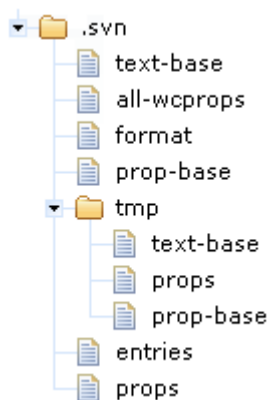 .svn
text-base
all-wcprops
format
prop-base
tmp
text-base
props
prop-base
entries
props